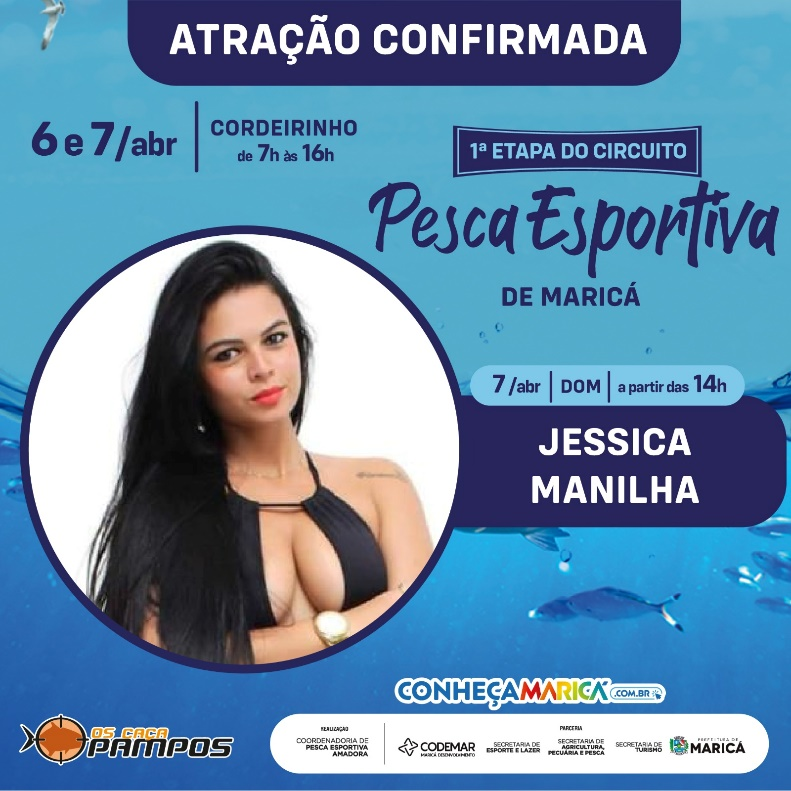 ATRAÇÃO CONFIRMADA
6 e 7/abr
CORDEIRINHO
de 7h às 16h
1ª ETAPA DO CIRCUITO
Pesca Esportiva
DE MARICÁ
7/abr | DOM | a partir das 14h
JESSICA
MANILHA
CONHEÇAMARICÁ .COM.BR
OS CAÇA
PAMPOS
REALIZAÇÃO
COORDENADORIA DE
PESCA ESPORTIVA
AMADORA
PARCERIA
CODEMAR
MARICÁ DESENVOLVIMENTO
SECRETARIA DE
ESPORTE E LAZER
SECRETARIA DE
AGRICULTURA,
PECUÁRIA E PESCA
SECRETARIA DE
TURISMO
PREFEITURA DE
MARICÁ